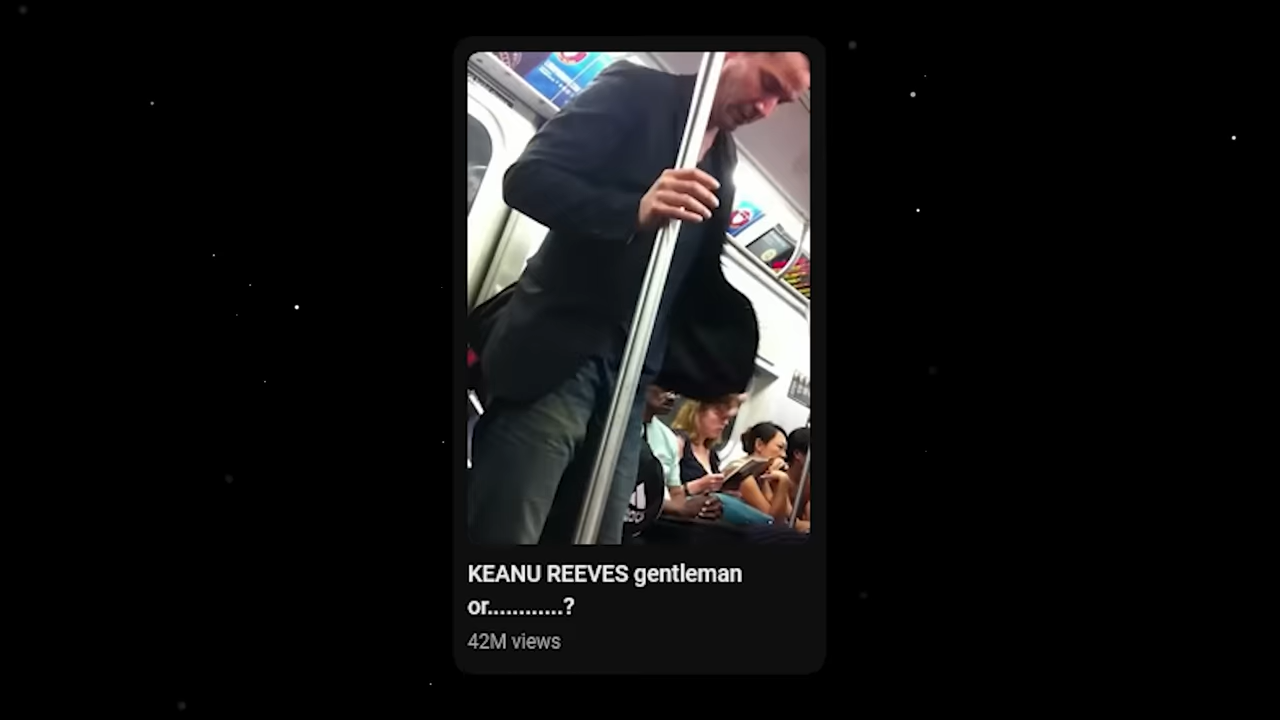 KEANU REEVES gentleman
or............?
42M views